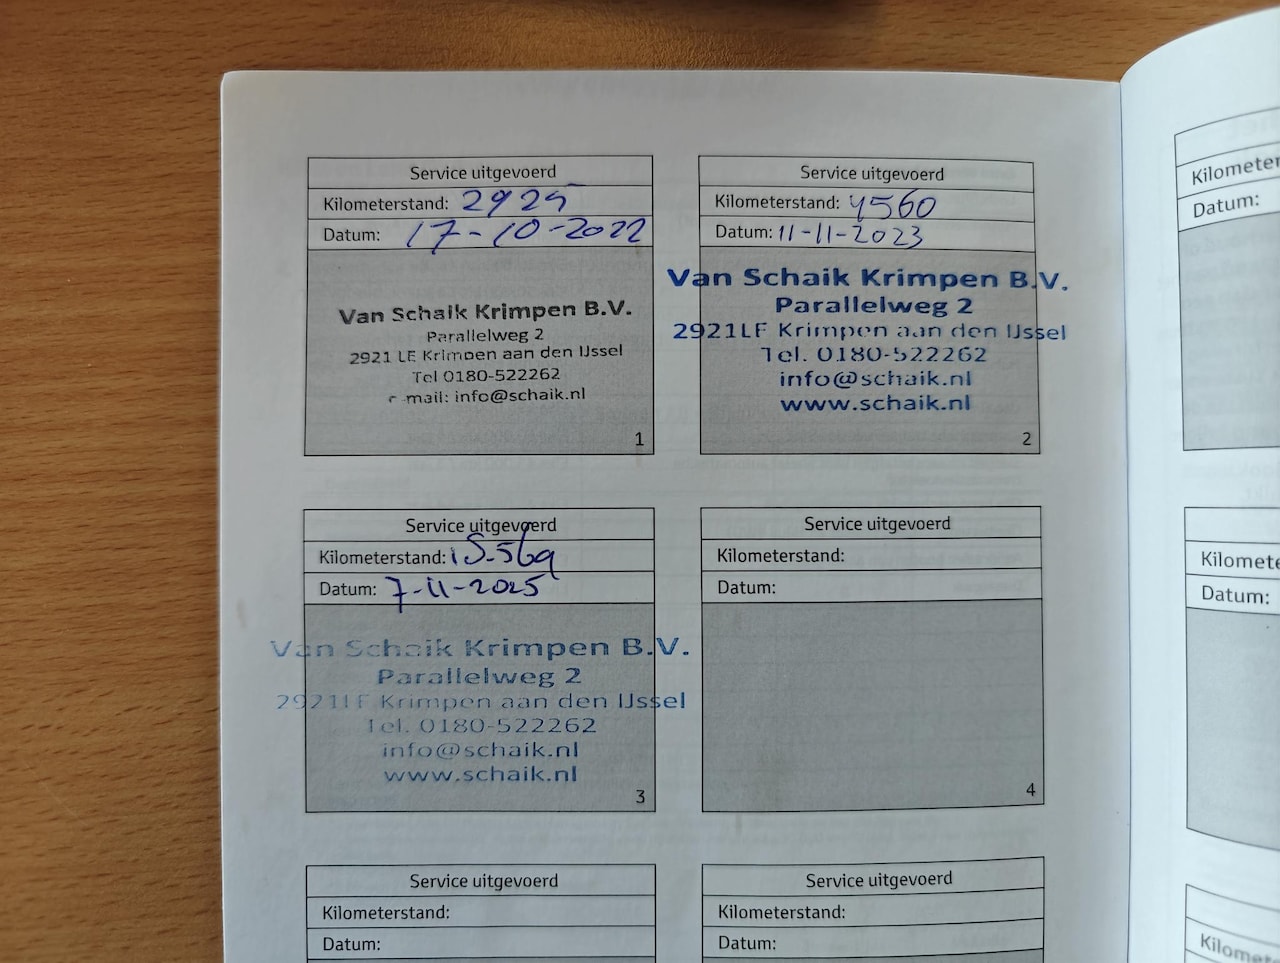 Service uitgevoerd
Kilometerstand: 2925
Datum: 17-10-2022
Van Schaik Krimpen B.V.
Parallelweg 2
2921 LE Krimpen aan den IJssel
Tel 0180-522262
e-mail: info@schaik.nl
1
Service uitgevoerd
Kilometerstand: 4560
Datum: 11-11-2023
Van Schaik Krimpen B.V.
Parallelweg 2
2921LE Krimpen aan den IJssel
Tel. 0180-522262
info@schaik.nl
www.schaik.nl
2
Service uitgevoerd
Kilometerstand: 15.569
Datum: 7-11-2025
Van Schaik Krimpen B.V.
Parallelweg 2
2921LE Krimpen aan den IJssel
Tel. 0180-522262
info@schaik.nl
www.schaik.nl
3
Service uitgevoerd
Kilometerstand:
Datum:
4
Service uitgevoerd
Kilometerstand:
Datum:
Service uitgevoerd
Kilometerstand:
Datum:
Datum:
Datum: